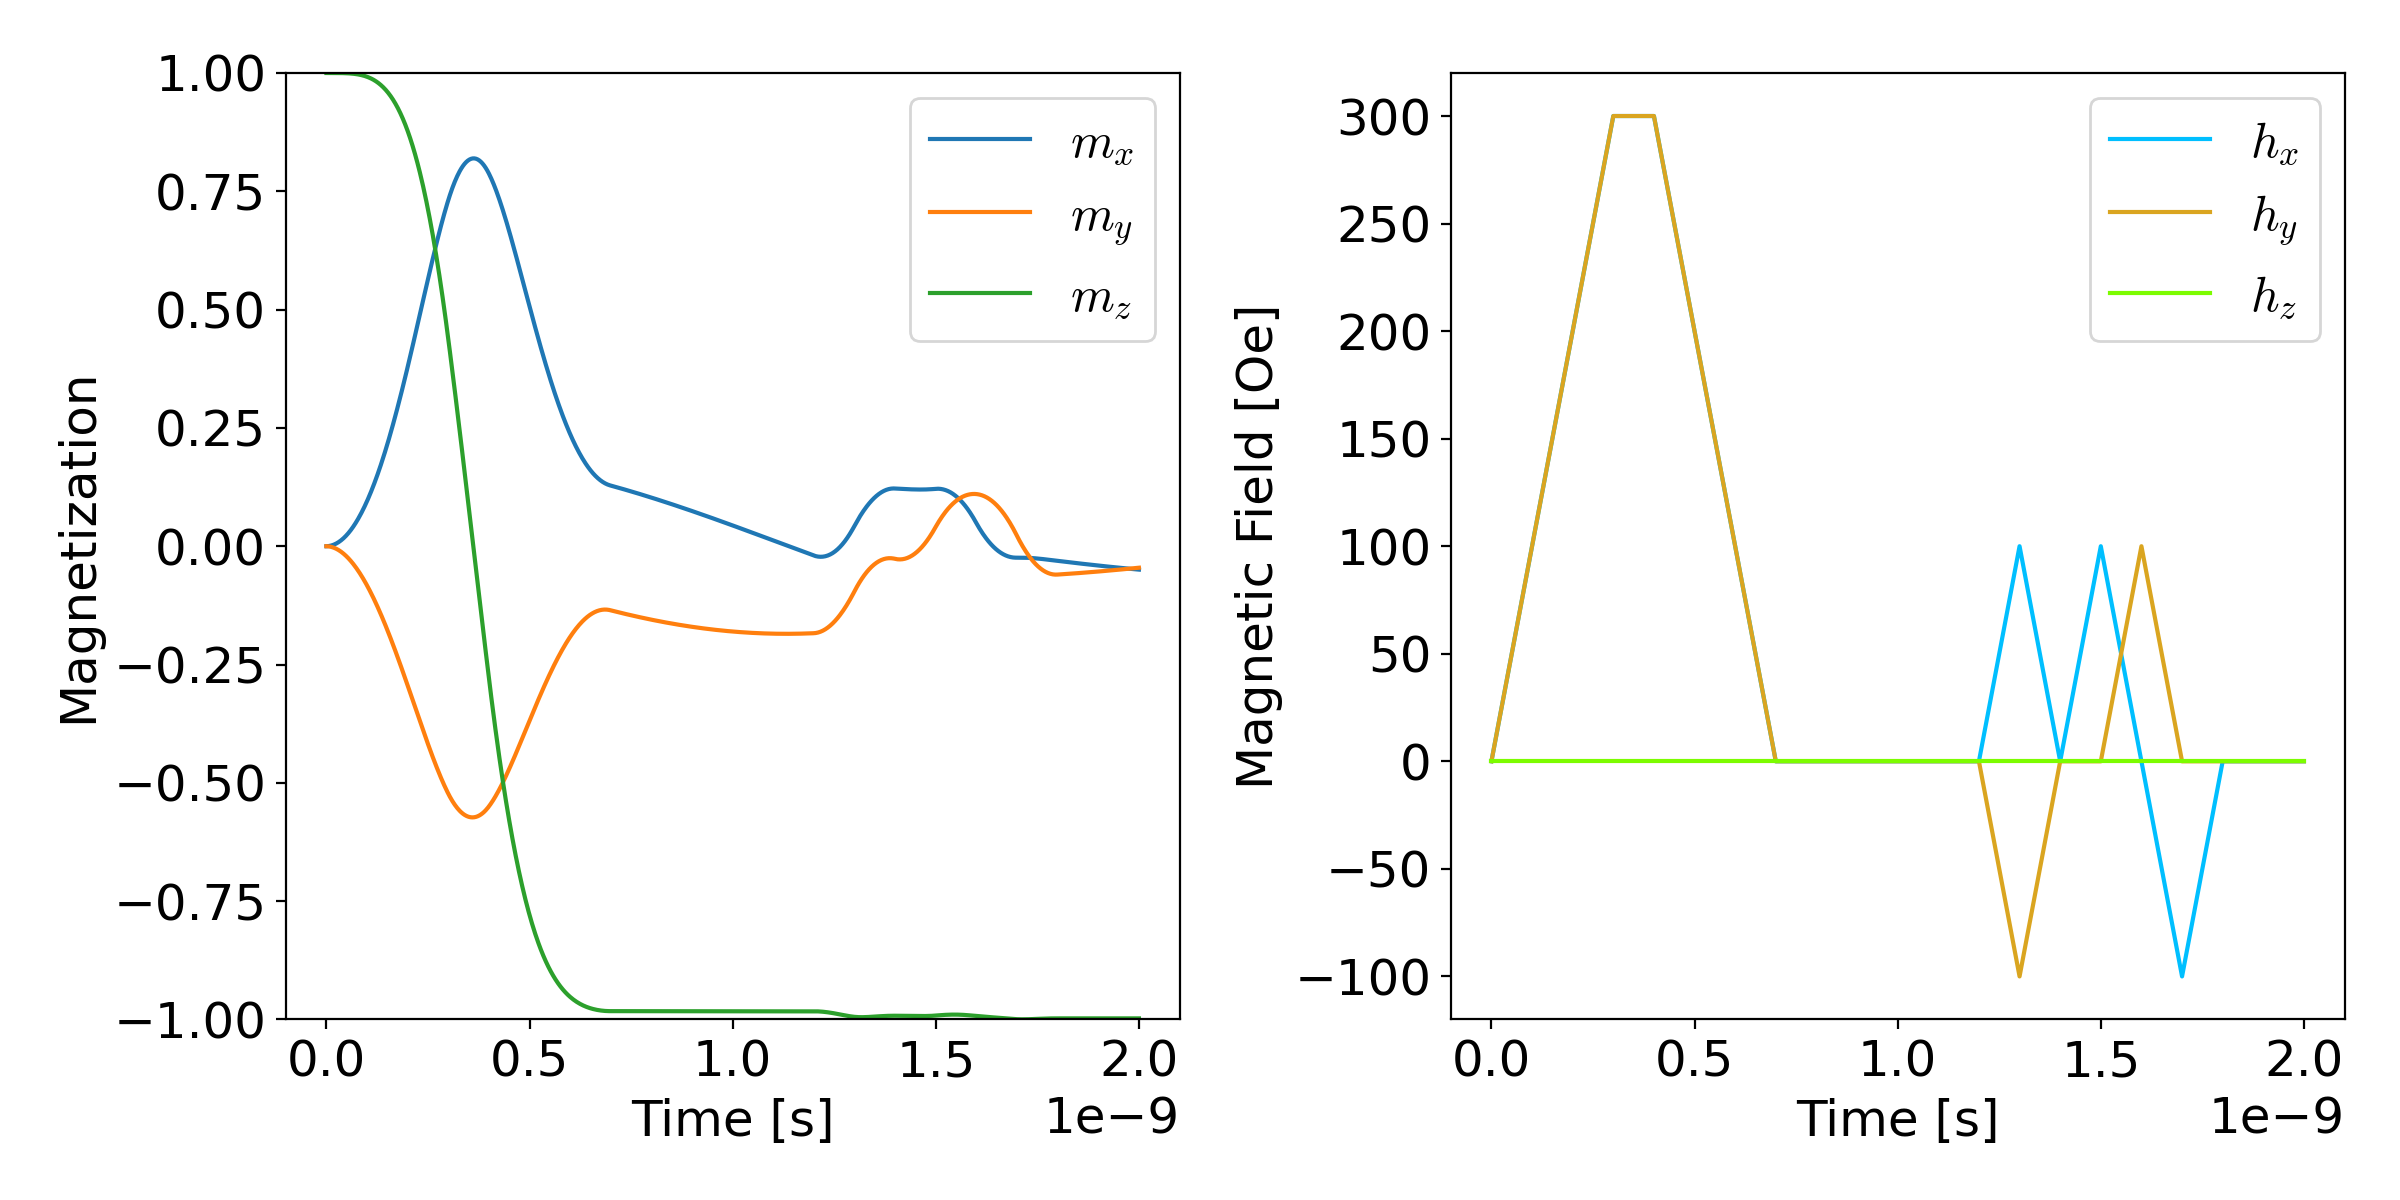 Magnetization
1.00
0.75
0.50
0.25
0.00
−0.25
−0.50
−0.75
−1.00
0.0 0.5 1.0 1.5 2.0
Time [s]
1e−9
m_x
m_y
m_z
Magnetic Field [Oe]
300
250
200
150
100
50
0
−50
−100
0.0 0.5 1.0 1.5 2.0
Time [s]
1e−9
h_x
h_y
h_z